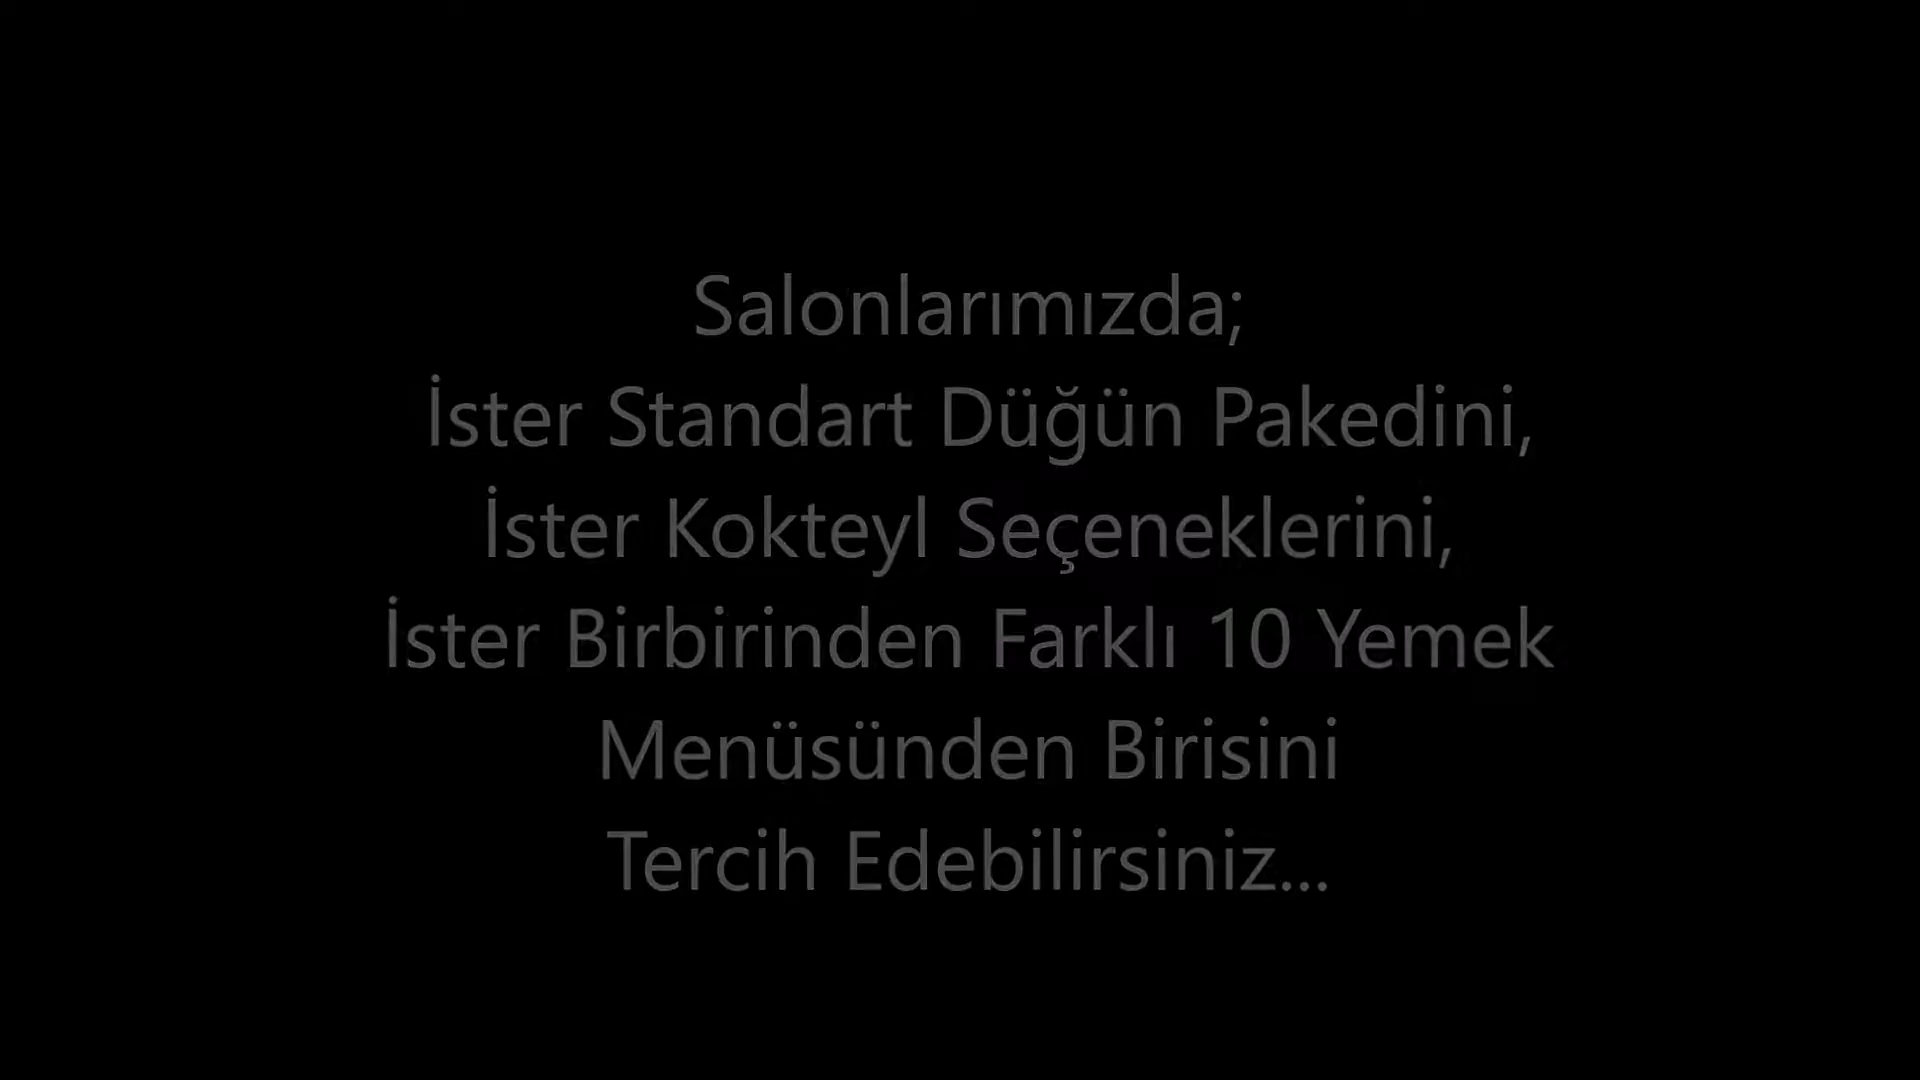 Salonlarımızda;
İster Standart Düğün Pakedini,
İster Kokteyl Seçeneklerini,
İster Birbirinden Farklı 10 Yemek
Menüsünden Birisini
Tercih Edebilirsiniz...